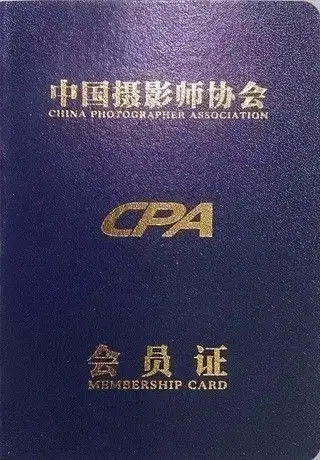 中国摄影师协会
CHINA PHOTOGRAPHER ASSOCIATION
CPA
会员证
MEMBERSHIP CARD